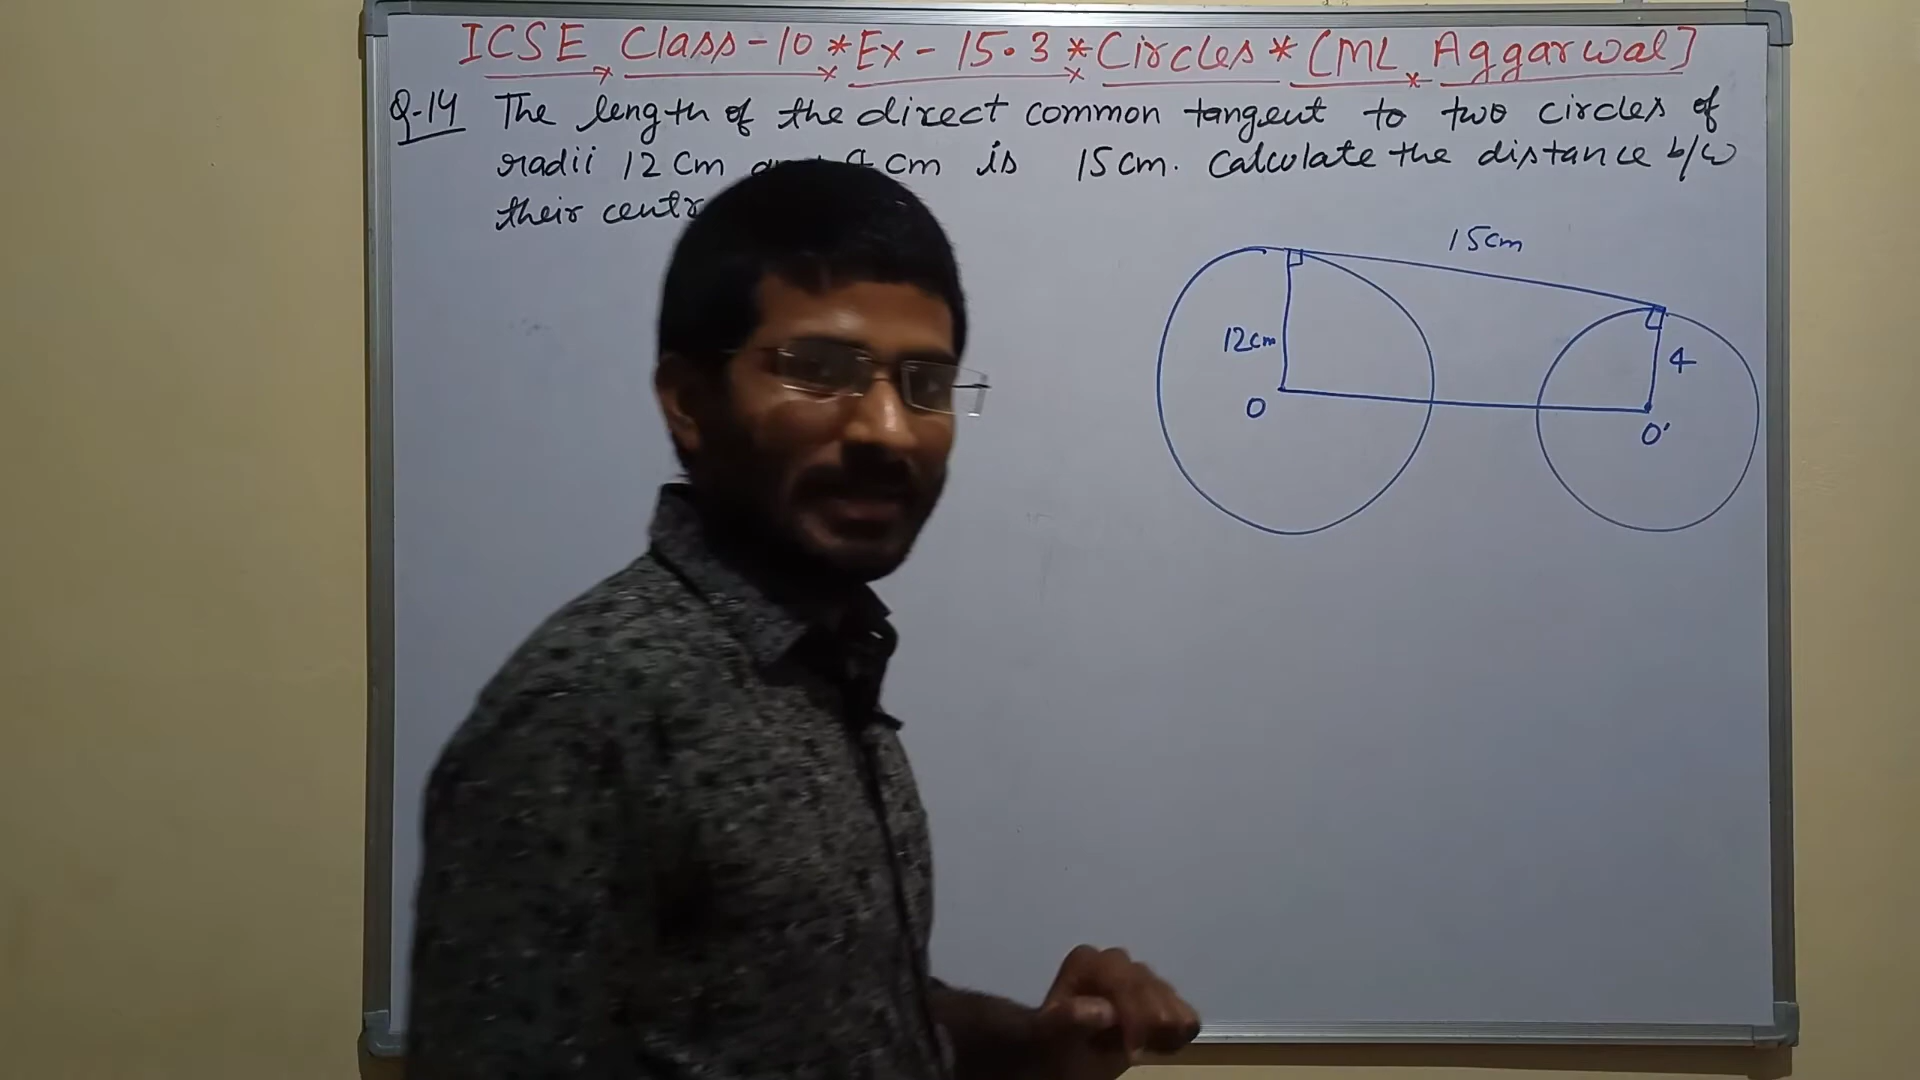 ICSE Class-10 * Ex-15.3 * Circles * [ML Aggarwal]
Q-14 The length of the direct common tangent to two circles of
radii 12 cm 4 cm is 15 cm. Calculate the distance b/w
their
15cm
12cm
4
O
O'